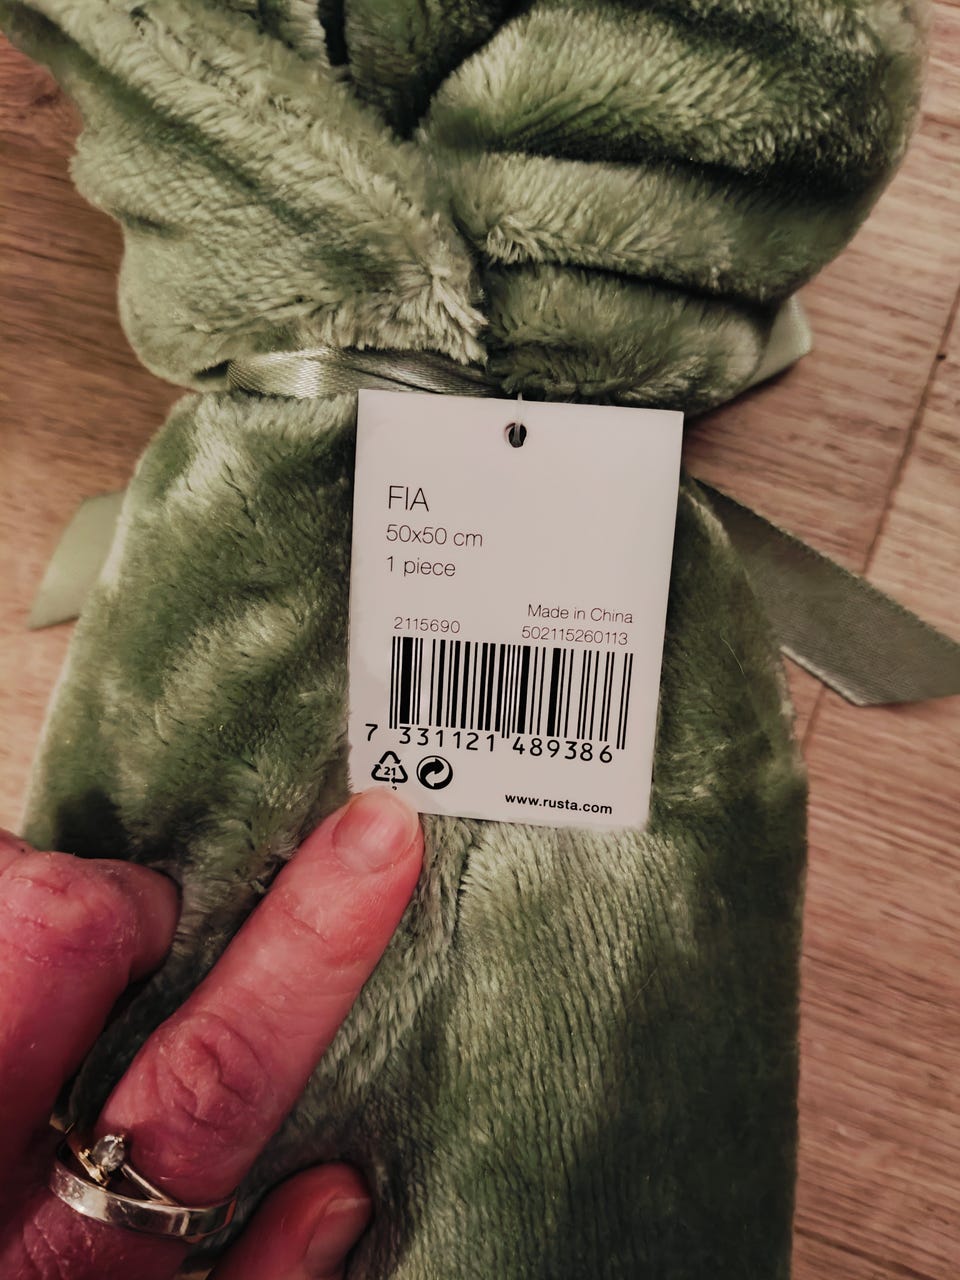 FIA
50x50 cm
1 piece
Made in China
2115690 502115260113
7 331121 489386
21
www.rusta.com